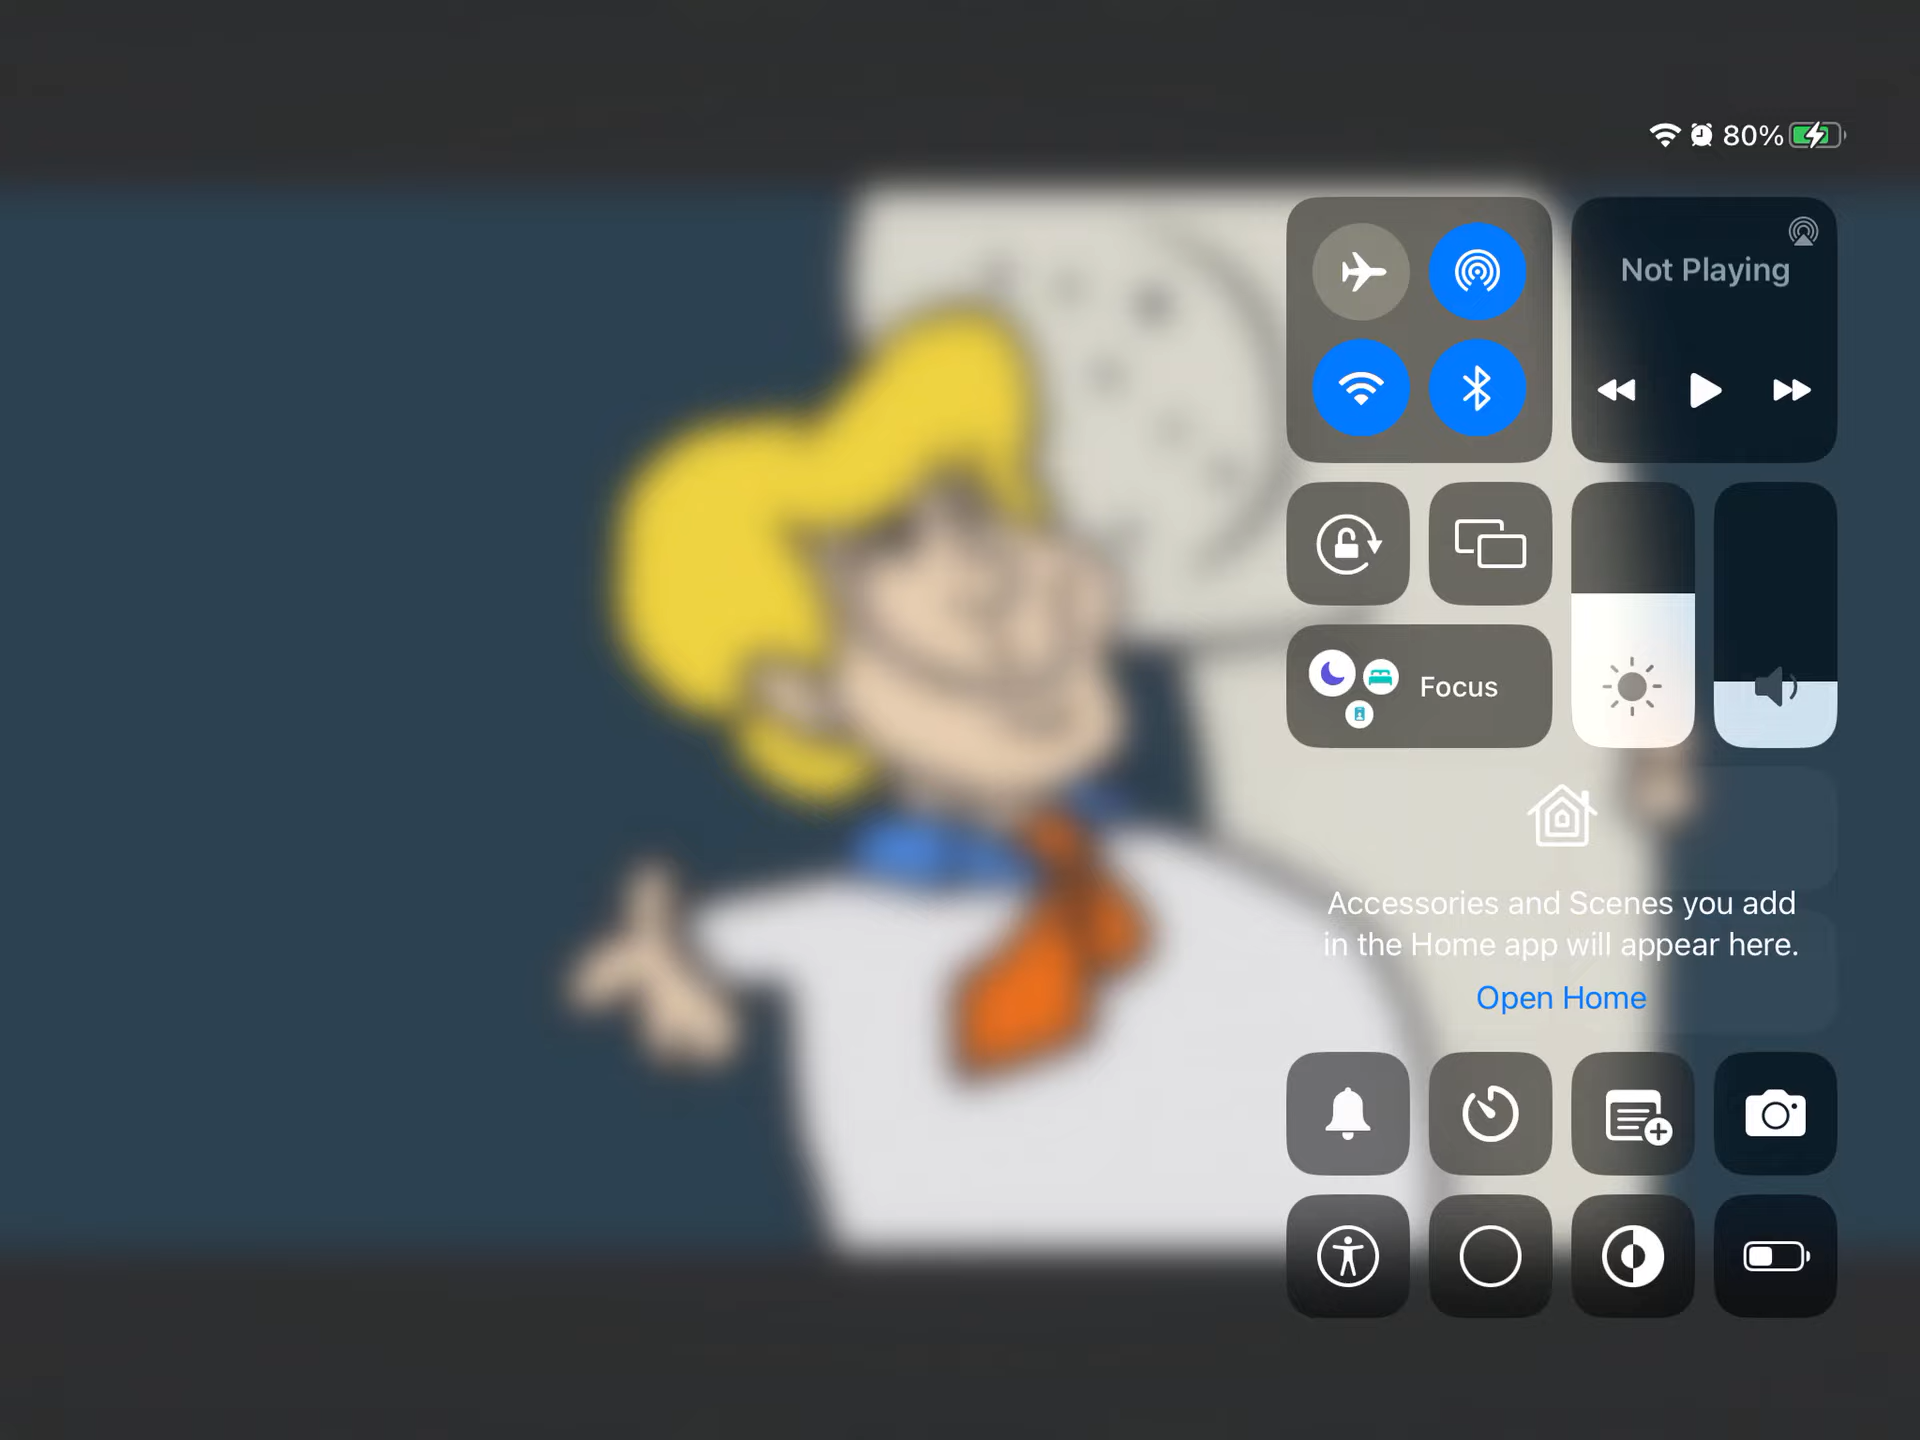 80%
Not Playing
Focus
Accessories and Scenes you add
in the Home app will appear here.
Open Home